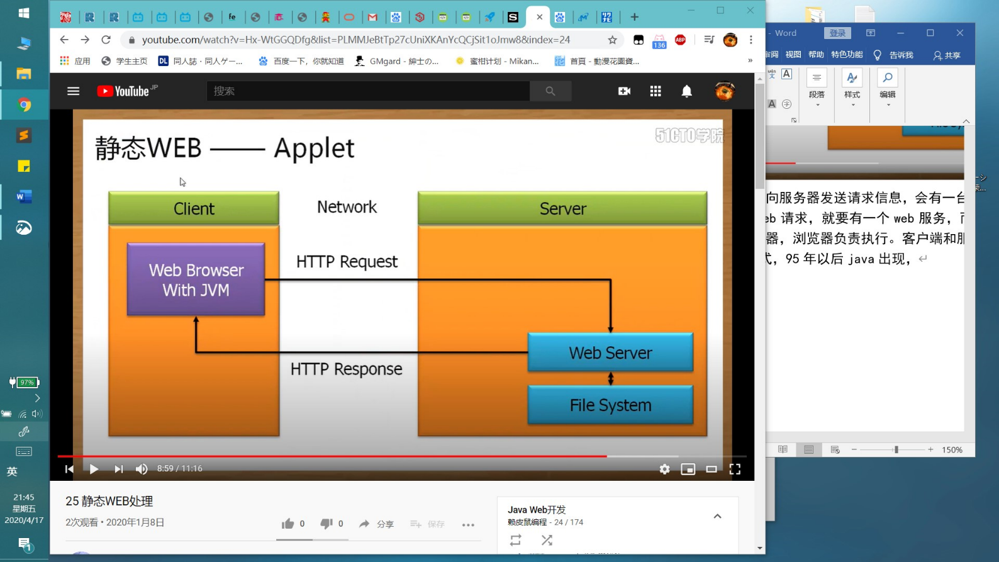 fe
S
youtube.com/watch?v=Hx-WtGGQDfg&list=PLMMJeBtTp27cUniXKAnYcQCjSit1oJmw8&index=24
136
ABP
应用
学生主页
DL 同人誌・同人ゲー...
百度一下，你就知道
GMgard - 紳士の...
蜜柑计划 - Mikan...
首頁 - 動漫花園資...
»
YouTube JP
搜索
51CTO学院
静态WEB —— Applet
Client
Network
Server
Web Browser
With JVM
HTTP Request
Web Server
HTTP Response
File System
8:59 / 11:16
25 静态WEB处理
2次观看 • 2020年1月8日
0
0
分享
保存
Java Web开发
赖皮鼠编程 - 24 / 174
- Word
登录
视图
帮助
特色功能
告诉我
共享
段落
样式
编辑
向服务器发送请求信息，会有一台
eb 请求，就要有一个 web 服务，而
器，浏览器负责执行。客户端和服
式，95 年以后 java 出现，
150%
97%
英
21:45
星期五
2020/4/17
1